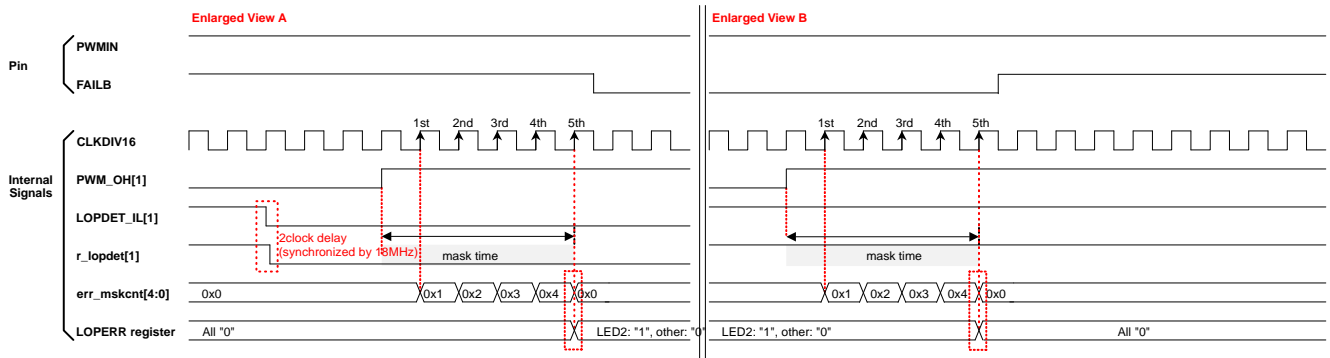 Enlarged View A
Enlarged View B
Pin
PWMIN
FAILB
Internal
Signals
CLKDIV16
1st 2nd 3rd 4th 5th
1st 2nd 3rd 4th 5th
PWM_OH[1]
LOPDET_IL[1]
2clock delay
(synchronized by 18MHz)
r_lopdet[1]
mask time
mask time
err_mskcnt[4:0]
0x0 0x1 0x2 0x3 0x4 0x0
0x1 0x2 0x3 0x4 0x0
LOPERR register
All "0"
LED2: "1", other: "0"
LED2: "1", other: "0"
All "0"